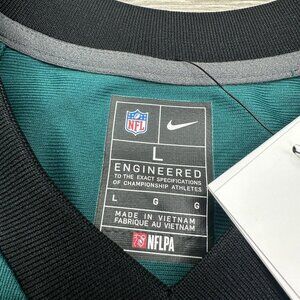 NFL
L
ENGINEERED
TO THE EXACT SPECIFICATIONS
OF CHAMPIONSHIP ATHLETES
L G G
MADE IN VIETNAM
FABRIQUÉ AU VIETNAM
NFLPA